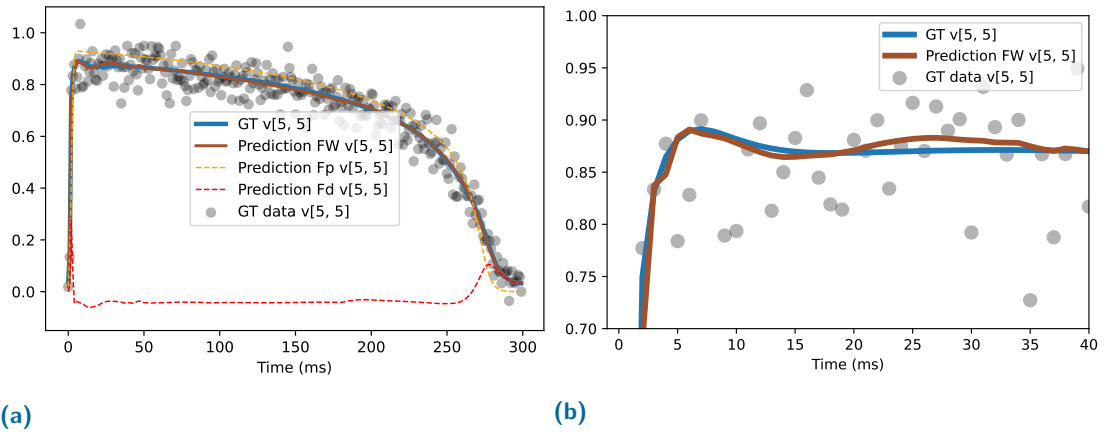 1.0
0.8
0.6
0.4
0.2
0.0
0
50
100
150
200
250
300
Time (ms)
GT v[5, 5]
Prediction FW v[5, 5]
Prediction Fp v[5, 5]
Prediction Fd v[5, 5]
GT data v[5, 5]
(a)
1.00
0.95
0.90
0.85
0.80
0.75
0.70
0
5
10
15
20
25
30
35
40
Time (ms)
GT v[5, 5]
Prediction FW v[5, 5]
GT data v[5, 5]
(b)